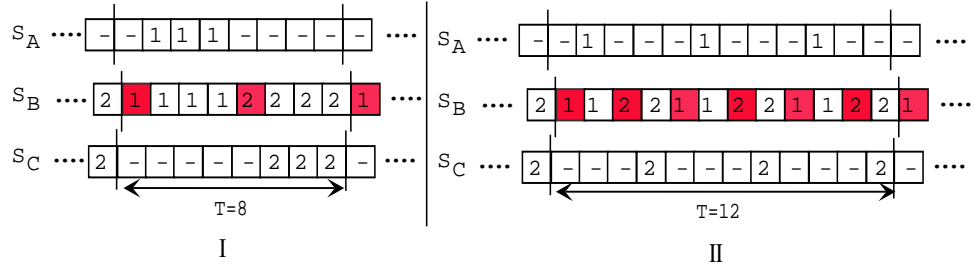 S_A •••• - - 1 1 1 - - - - - ••••
S_B •••• 2 1 1 1 1 2 2 2 2 1 ••••
S_C •••• 2 - - - - - 2 2 2 - ••••
T=8
I
S_A •••• - - 1 - - - 1 - - - 1 - - - ••••
S_B •••• 2 1 1 2 2 1 1 2 2 1 1 2 2 1 ••••
S_C •••• 2 - - - 2 - - - 2 - - - 2 - ••••
T=12
II